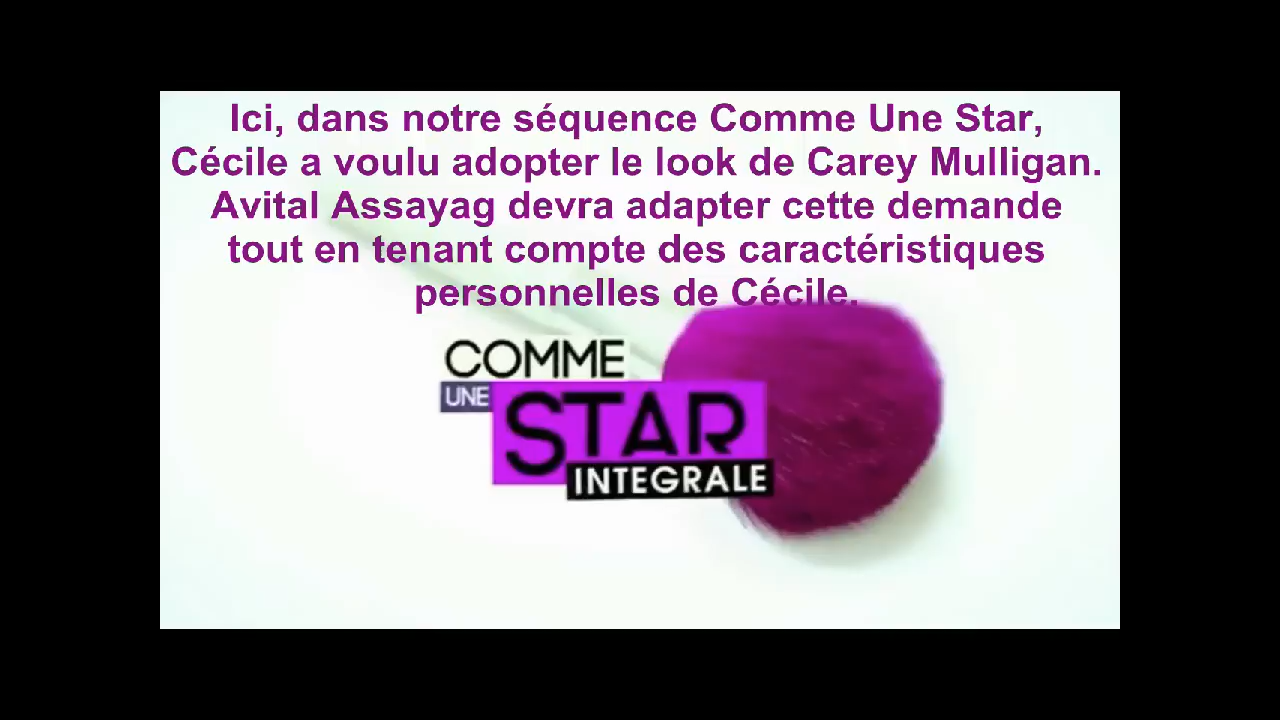 Ici, dans notre séquence Comme Une Star,
Cécile a voulu adopter le look de Carey Mulligan.
Avital Assayag devra adapter cette demande
tout en tenant compte des caractéristiques
personnelles de Cécile.
COMME
UNE
STAR
INTEGRALE